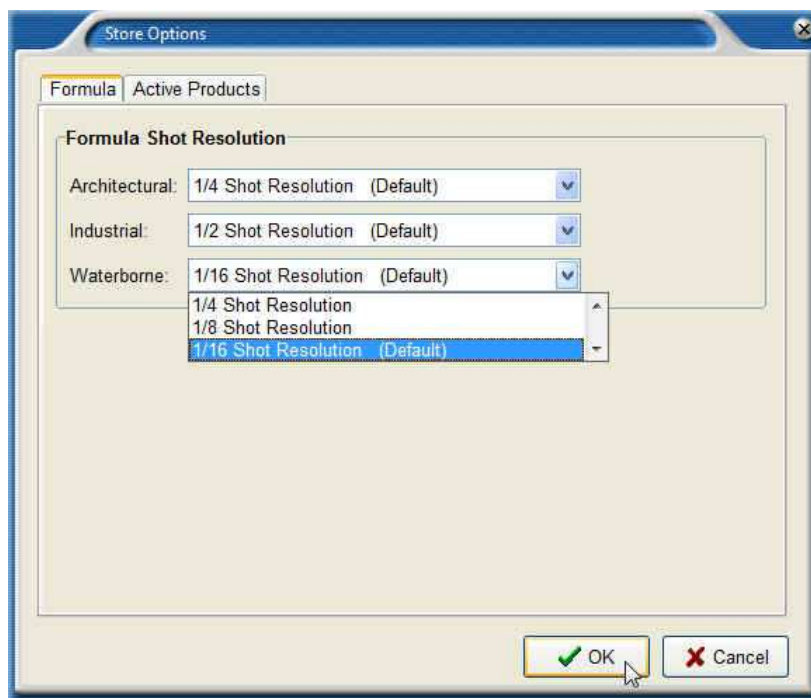 Store Options
Formula Active Products
Formula Shot Resolution
Architectural: 1/4 Shot Resolution (Default)
Industrial: 1/2 Shot Resolution (Default)
Waterborne: 1/16 Shot Resolution (Default)
1/4 Shot Resolution
1/8 Shot Resolution
1/16 Shot Resolution (Default)
OK Cancel